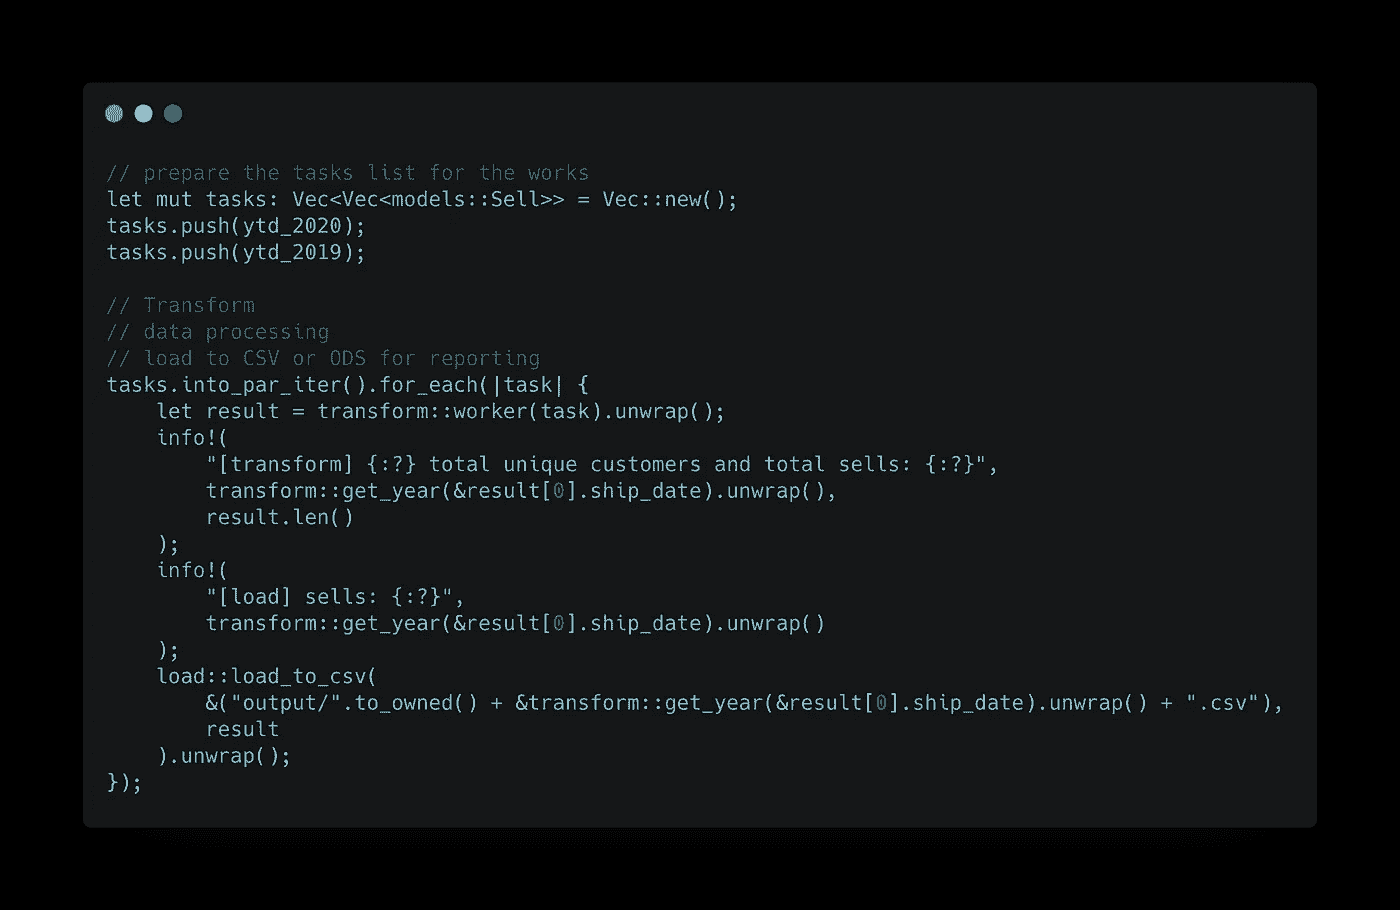 // prepare the tasks list for the works
let mut tasks: Vec<Vec<models::Sell>> = Vec::new();
tasks.push(ytd_2020);
tasks.push(ytd_2019);

// Transform
// data processing
// load to CSV or ODS for reporting
tasks.into_par_iter().for_each(|task| {
    let result = transform::worker(task).unwrap();
    info!(
        "[transform] {:?} total unique customers and total sells: {:?}",
        transform::get_year(&result[0].ship_date).unwrap(),
        result.len()
    );
    info!(
        "[load] sells: {:?}",
        transform::get_year(&result[0].ship_date).unwrap()
    );
    load::load_to_csv(
        &("output/".to_owned() + &transform::get_year(&result[0].ship_date).unwrap() + ".csv"),
        result
    ).unwrap();
});